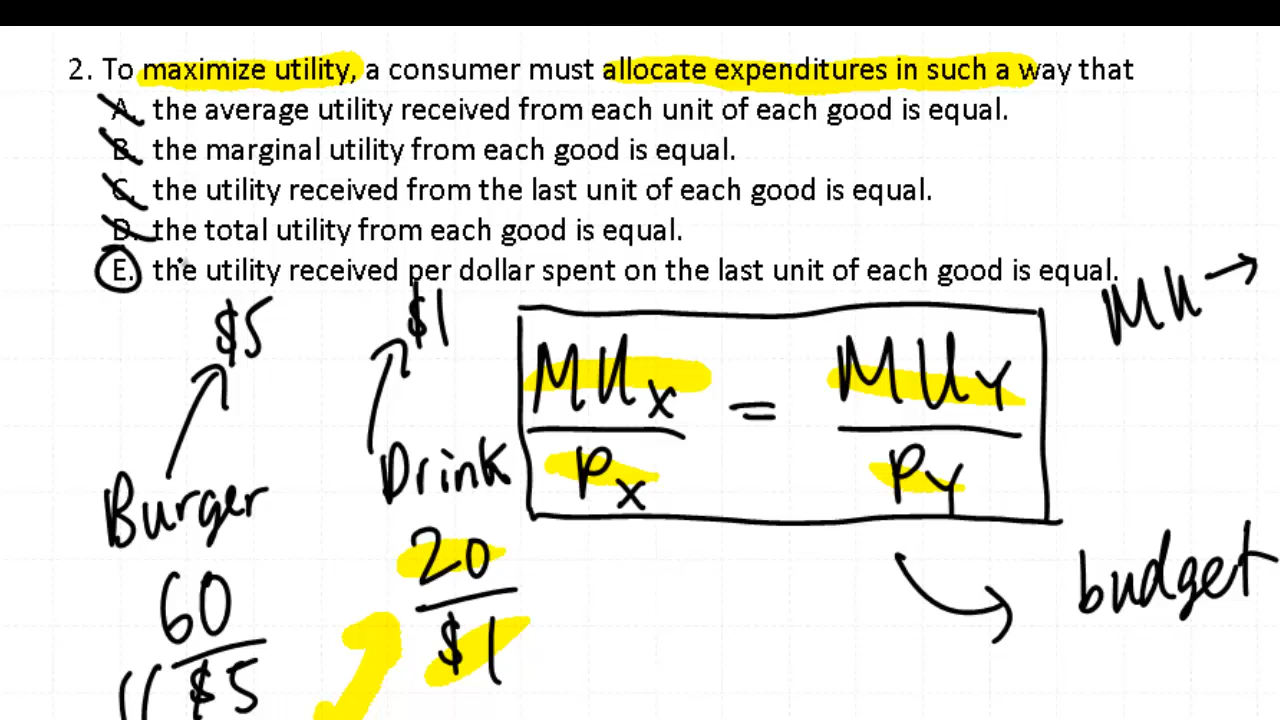 2. To maximize utility, a consumer must allocate expenditures in such a way that
A. the average utility received from each unit of each good is equal.
B. the marginal utility from each good is equal.
C. the utility received from the last unit of each good is equal.
D. the total utility from each good is equal.
E. the utility received per dollar spent on the last unit of each good is equal.
MU →
$5
$1
MUx = MUY
Px PY
Burger
Drink
20
$1
60
$5
budget